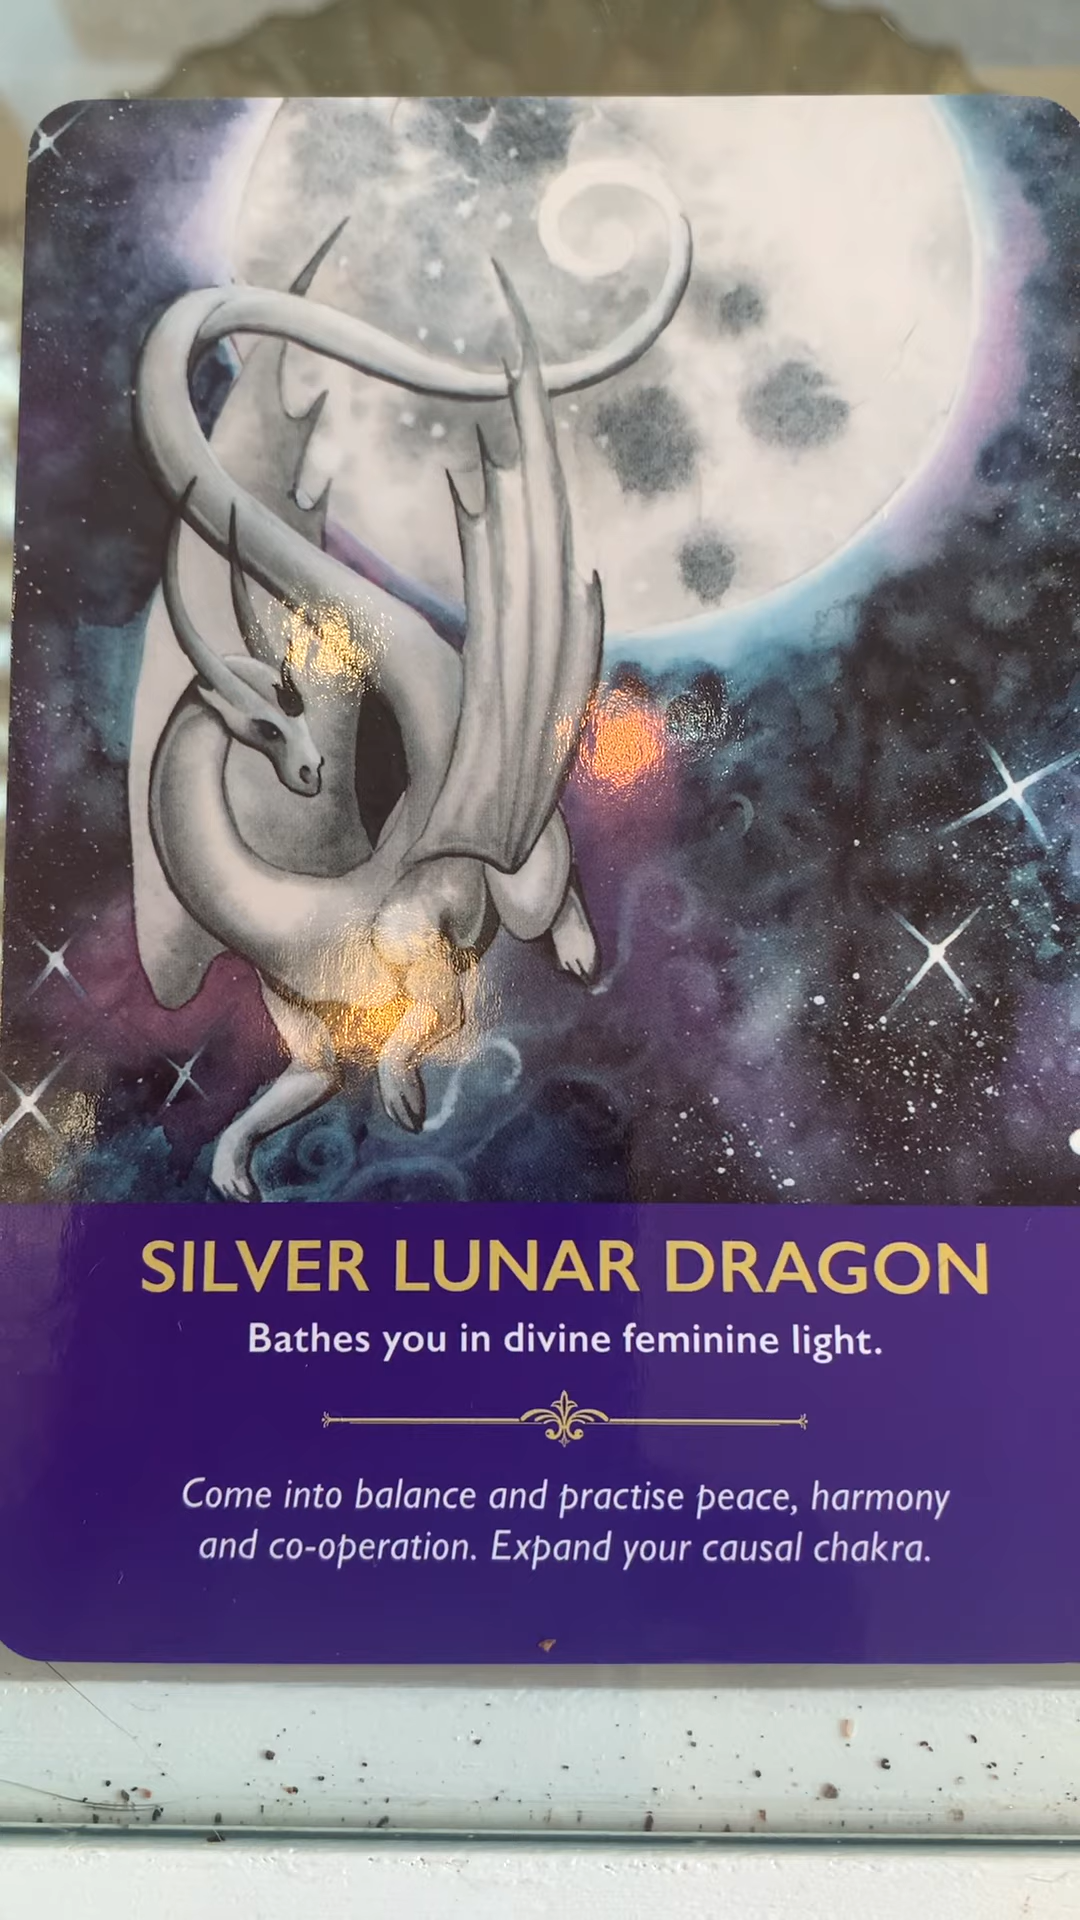 SILVER LUNAR DRAGON
Bathes you in divine feminine light.
Come into balance and practise peace, harmony
and co-operation. Expand your causal chakra.